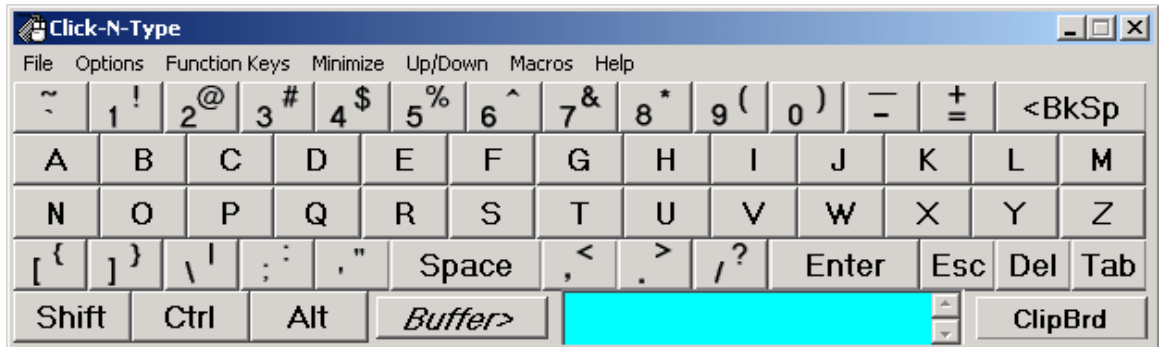 Click-N-Type
File Options Function Keys Minimize Up/Down Macros Help
~ ` 1 ! 2 @ 3 # 4 $ 5 % 6 ^ 7 & 8 * 9 ( 0 ) _ - + = <BkSp
A B C D E F G H I J K L M
N O P Q R S T U V W X Y Z
[ { ] } \ | ; : ' " Space , < . > / ? Enter Esc Del Tab
Shift Ctrl Alt Buffer> ClipBrd